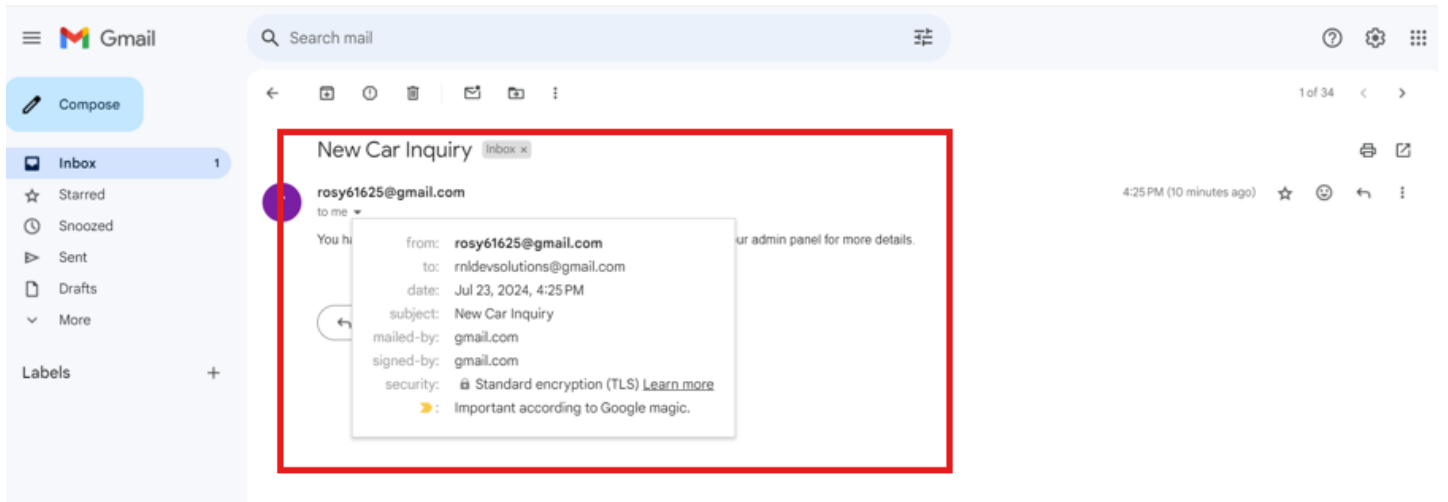 Gmail
Search mail
Compose
1 of 34
New Car Inquiry Inbox ×
Inbox 1
Starred
Snoozed
Sent
Drafts
More
Labels
rosy61625@gmail.com
4:25 PM (10 minutes ago)
to me
You ur admin panel for more details.
from: rosy61625@gmail.com
to: rnldevsolutions@gmail.com
date: Jul 23, 2024, 4:25 PM
subject: New Car Inquiry
mailed-by: gmail.com
signed-by: gmail.com
security: Standard encryption (TLS) Learn more
: Important according to Google magic.